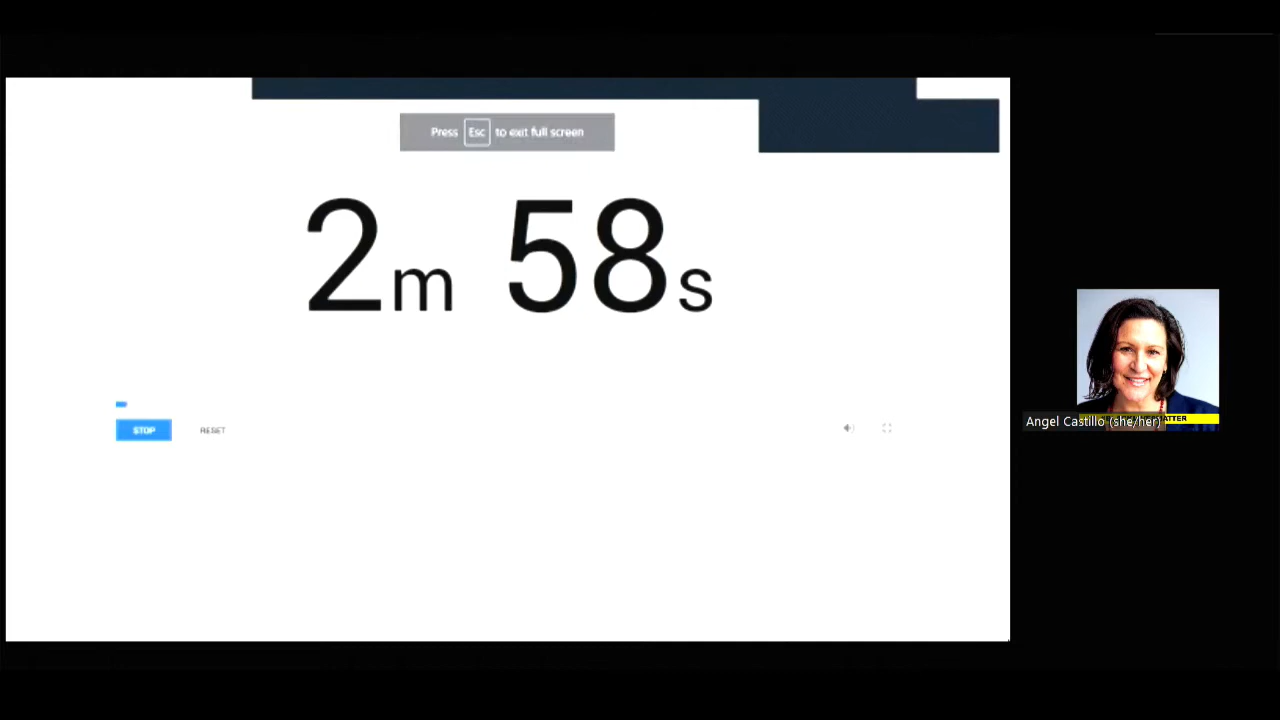 Press Esc to exit full screen
2m 58s
STOP
RESET
Angel Castillo (she/her)